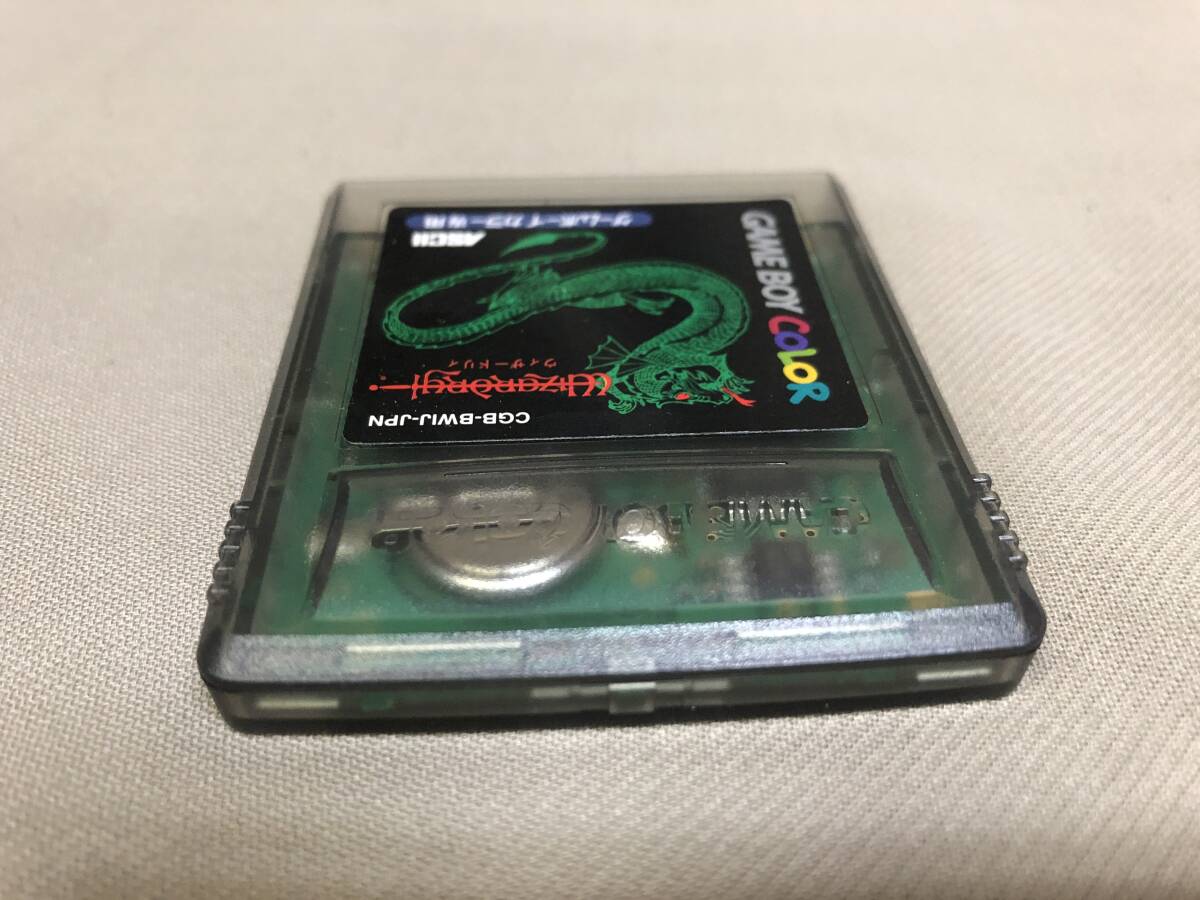 GAME BOY COLOR
CGB-BWIJ-JPN
Wizardry
ウィザードリィ
ASCII
ゲームボーイカラー専用